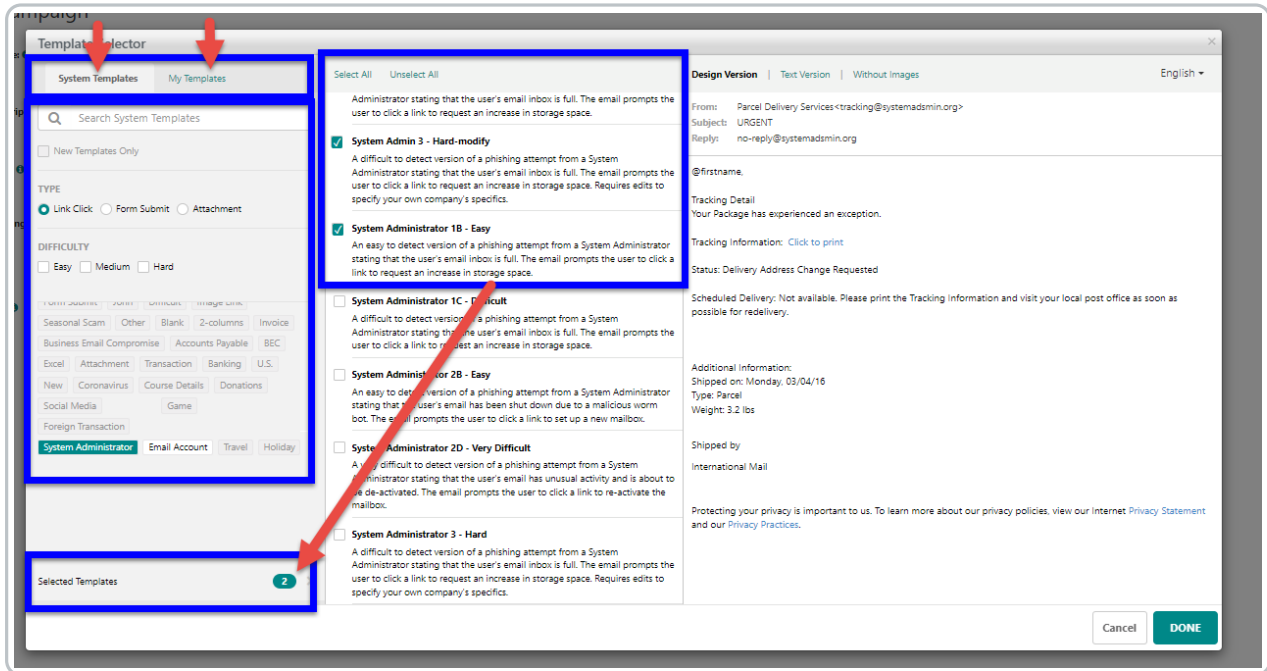 ampaign
Template Selector
System Templates My Templates
Search System Templates
New Templates Only
TYPE
Link Click Form Submit Attachment
DIFFICULTY
Easy Medium Hard
Form Submit John Difficult Image Link
Seasonal Scam Other Blank 2-columns Invoice
Business Email Compromise Accounts Payable BEC
Excel Attachment Transaction Banking U.S.
New Coronavirus Course Details Donations
Social Media Game
Foreign Transaction
System Administrator Email Account Travel Holiday
Selected Templates 2
Select All Unselect All
Administrator stating that the user's email inbox is full. The email prompts the
user to click a link to request an increase in storage space.
System Admin 3 - Hard-modify
A difficult to detect version of a phishing attempt from a System
Administrator stating that the user's email inbox is full. The email prompts the
user to click a link to request an increase in storage space. Requires edits to
specify your own company's specifics.
System Administrator 1B - Easy
An easy to detect version of a phishing attempt from a System Administrator
stating that the user's email inbox is full. The email prompts the user to click a
link to request an increase in storage space.
System Administrator 1C - Difficult
A difficult to detect version of a phishing attempt from a System
Administrator stating that the user's email inbox is full. The email prompts the
user to click a link to request an increase in storage space.
System Administrator 2B - Easy
An easy to detect version of a phishing attempt from a System Administrator
stating that the user's email has been shut down due to a malicious worm
bot. The email prompts the user to click a link to set up a new mailbox.
System Administrator 2D - Very Difficult
A very difficult to detect version of a phishing attempt from a System
Administrator stating that the user's email has unusual activity and is about to
be de-activated. The email prompts the user to click a link to re-activate the
mailbox.
System Administrator 3 - Hard
A difficult to detect version of a phishing attempt from a System
Administrator stating that the user's email inbox is full. The email prompts the
user to click a link to request an increase in storage space. Requires edits to
specify your own company's specifics.
Design Version | Text Version | Without Images English
From: Parcel Delivery Services<tracking@systemadsmin.org>
Subject: URGENT
Reply: no-reply@systemadsmin.org
@firstname,
Tracking Detail
Your Package has experienced an exception.
Tracking Information: Click to print
Status: Delivery Address Change Requested
Scheduled Delivery: Not available. Please print the Tracking Information and visit your local post office as soon as
possible for redelivery.
Additional Information:
Shipped on: Monday, 03/04/16
Type: Parcel
Weight: 3.2 lbs
Shipped by
International Mail
Protecting your privacy is important to us. To learn more about our privacy policies, view our Internet Privacy Statement
and our Privacy Practices.
Cancel DONE